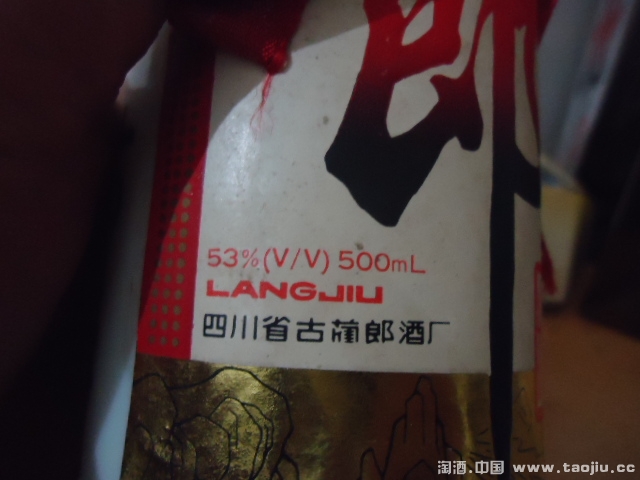 郎
53%(V/V) 500mL
LANGJIU
四川省古蔺郎酒厂
淘酒.中国 www.taojiu.cc